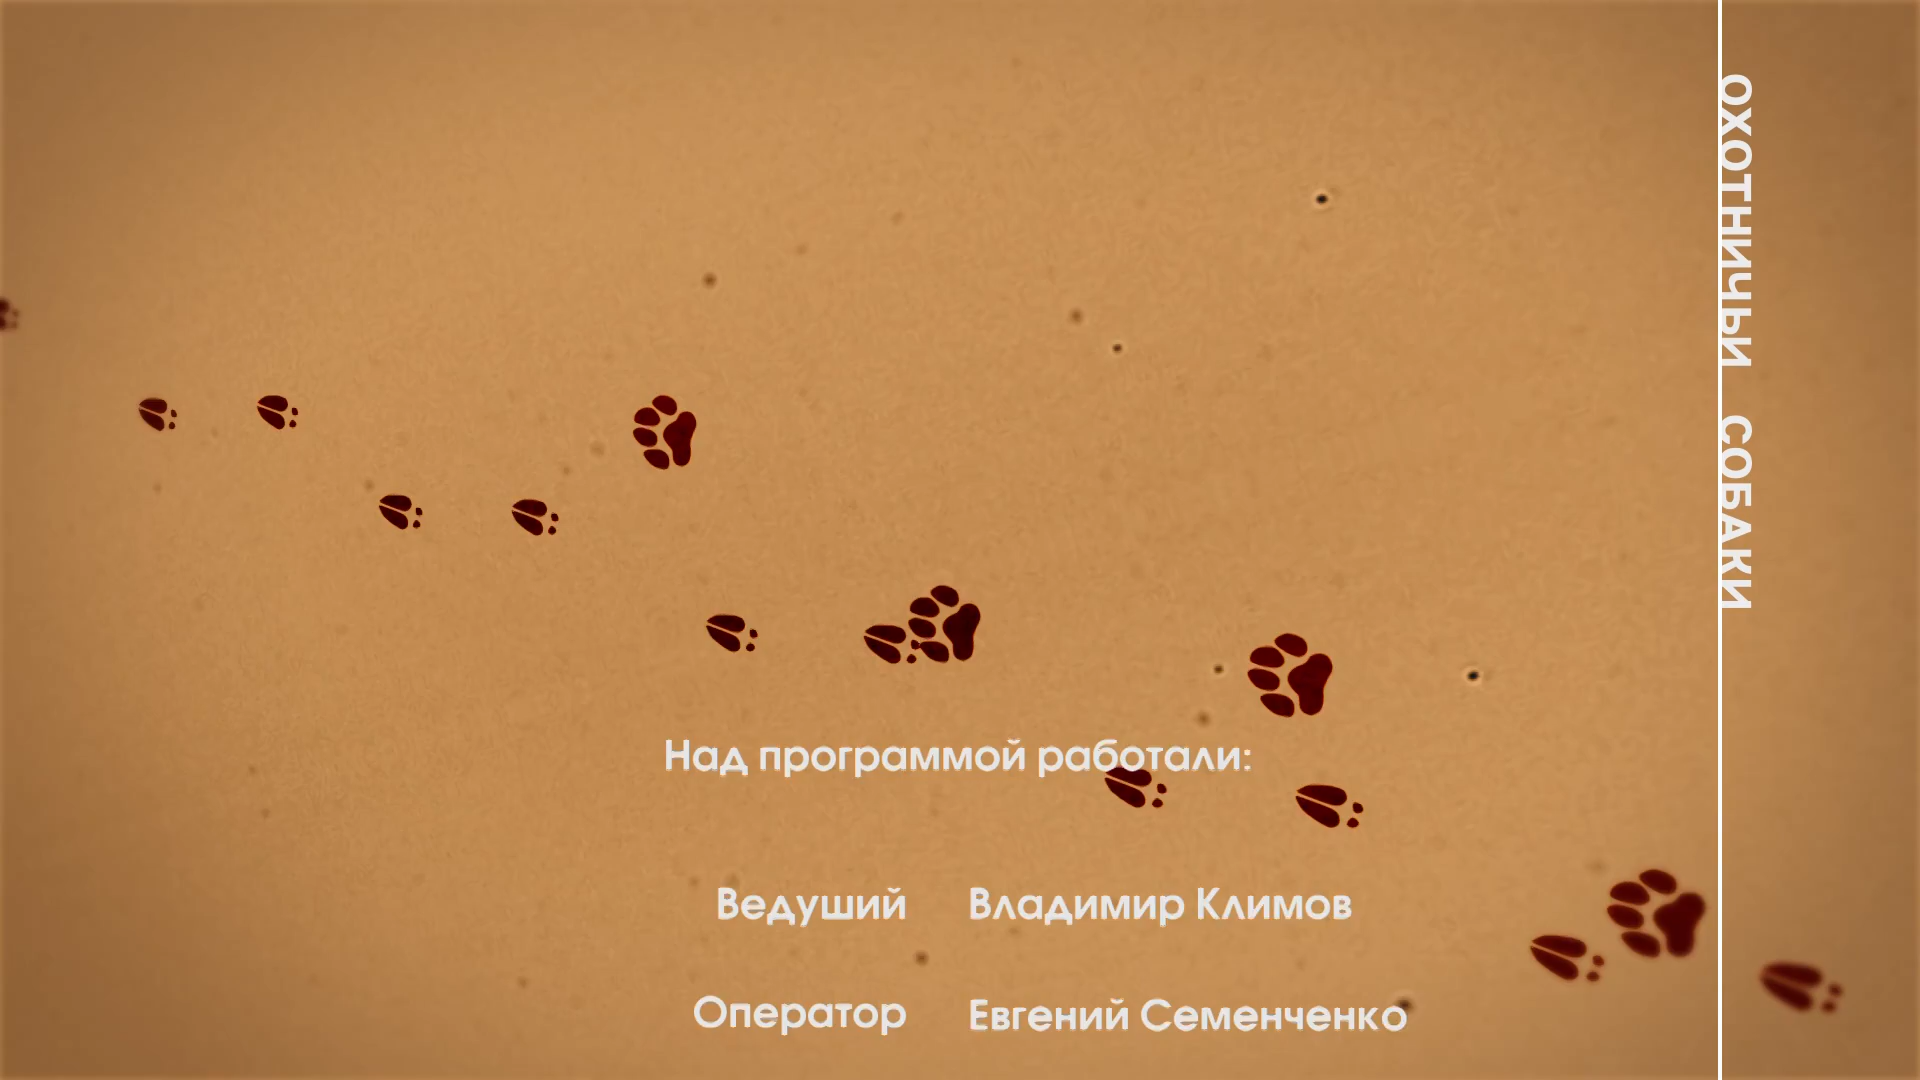 ОХОТНИЧЬИ СОБАКИ
Над программой работали:
Ведуший Владимир Климов
Оператор Евгений Семенченко